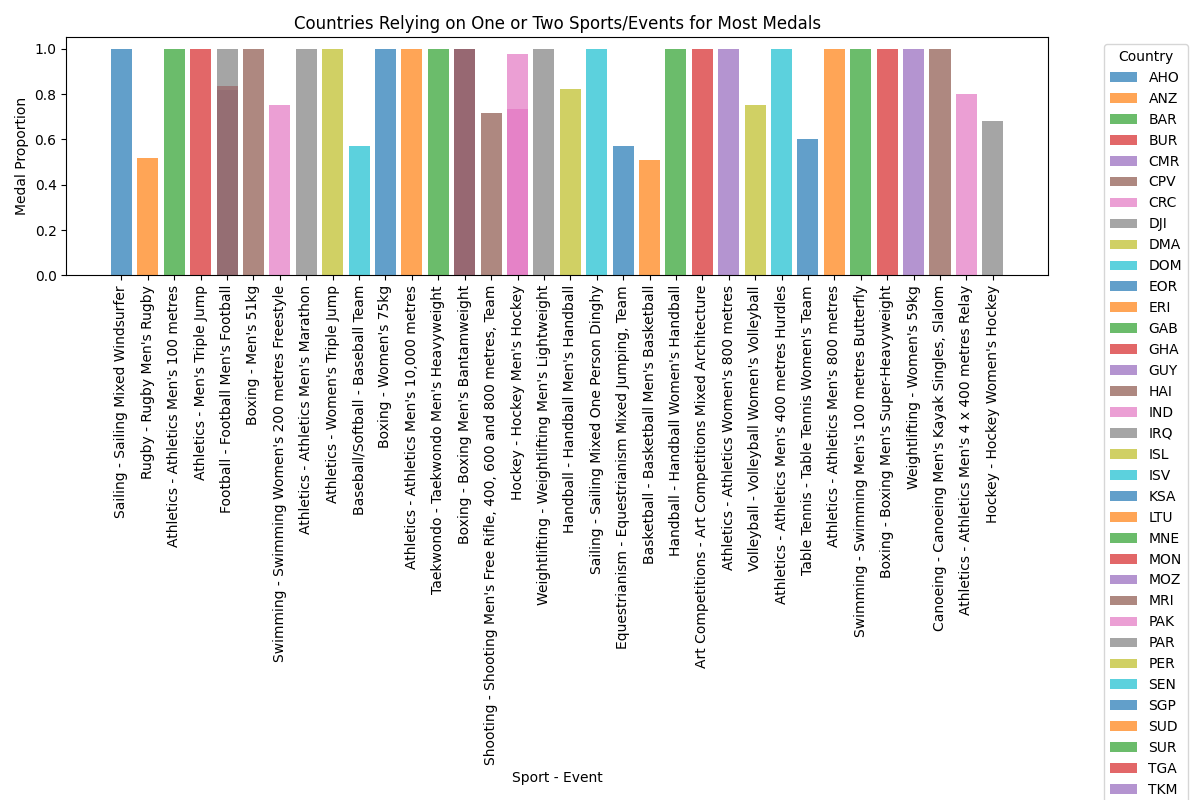 Countries Relying on One or Two Sports/Events for Most Medals
Medal Proportion
1.0
0.8
0.6
0.4
0.2
0.0
Sailing - Sailing Mixed Windsurfer
Rugby - Rugby Men's Rugby
Athletics - Athletics Men's 100 metres
Athletics - Men's Triple Jump
Football - Football Men's Football
Boxing - Men's 51kg
Swimming - Swimming Women's 200 metres Freestyle
Athletics - Athletics Men's Marathon
Athletics - Women's Triple Jump
Baseball/Softball - Baseball Team
Boxing - Women's 75kg
Athletics - Athletics Men's 10,000 metres
Taekwondo - Taekwondo Men's Heavyweight
Boxing - Boxing Men's Bantamweight
Shooting - Shooting Men's Free Rifle, 400, 600 and 800 metres, Team
Hockey - Hockey Men's Hockey
Weightlifting - Weightlifting Men's Lightweight
Handball - Handball Men's Handball
Sailing - Sailing Mixed One Person Dinghy
Equestrianism - Equestrianism Mixed Jumping, Team
Basketball - Basketball Men's Basketball
Handball - Handball Women's Handball
Art Competitions - Art Competitions Mixed Architecture
Athletics - Athletics Women's 800 metres
Volleyball - Volleyball Women's Volleyball
Athletics - Athletics Men's 400 metres Hurdles
Table Tennis - Table Tennis Women's Team
Athletics - Athletics Men's 800 metres
Swimming - Swimming Men's 100 metres Butterfly
Boxing - Boxing Men's Super-Heavyweight
Weightlifting - Women's 59kg
Canoeing - Canoeing Men's Kayak Singles, Slalom
Athletics - Athletics Men's 4 x 400 metres Relay
Hockey - Hockey Women's Hockey
Sport - Event
Country
AHO
ANZ
BAR
BUR
CMR
CPV
CRC
DJI
DMA
DOM
EOR
ERI
GAB
GHA
GUY
HAI
IND
IRQ
ISL
ISV
KSA
LTU
MNE
MON
MOZ
MRI
PAK
PAR
PER
SEN
SGP
SUD
SUR
TGA
TKM